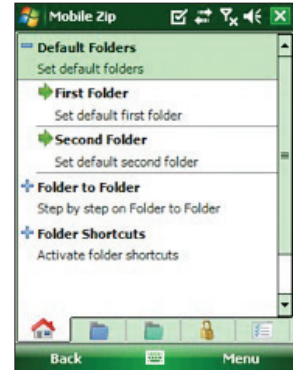 Mobile Zip
Default Folders
Set default folders
First Folder
Set default first folder
Second Folder
Set default second folder
Folder to Folder
Step by step on Folder to Folder
Folder Shortcuts
Activate folder shortcuts
Back Menu